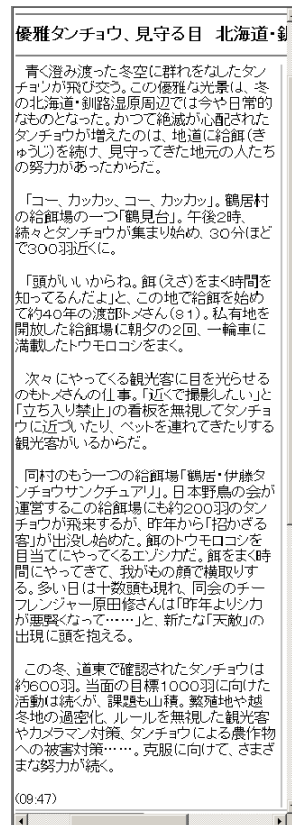 優雅タンチョウ、見守る目　北海道・釧
　青く澄み渡った冬空に群れをなしたタン
チョウが飛び交う。この優雅な光景は、冬
の北海道・釧路湿原周辺では今や日常的
なものとなった。かつて絶滅が心配された
タンチョウが増えたのは、地道に給餌(き
ゅうじ)を続け、見守ってきた地元の人たち
の努力があったからだ。
　「コー、カッカッ、コー、カッカッ」。鶴居村
の給餌場の一つ「鶴見台」。午後2時、
続々とタンチョウが集まり始め、30分ほど
で300羽近くに。
　「頭がいいからね。餌(えさ)をまく時間を
知ってるんだよ」と、この地で給餌を始め
て約40年の渡部トメさん(81)。私有地を
開放した給餌場に朝夕の2回、一輪車に
満載したトウモロコシをまく。
　次々にやってくる観光客に目を光らせる
のもトメさんの仕事。「近くで撮影したい」と
「立ち入り禁止」の看板を無視してタンチョ
ウに近づいたり、ペットを連れてきたりする
観光客がいるからだ。
　同村のもう一つの給餌場「鶴居・伊藤タ
ンチョウサンクチュアリ」。日本野鳥の会が
運営するこの給餌場にも約200羽のタン
チョウが飛来するが、昨年から「招かざる
客」が出没し始めた。餌のトウモロコシを
目当てにやってくるエゾシカだ。餌をまく時
間にやってきて、我がもの顔で横取りす
る。多い日は十数頭も現れ、同会のチー
フレンジャー原田修さんは「昨年よりシカ
が悪賢くなって……」と、新たな「天敵」の
出現に頭を抱える。
　この冬、道東で確認されたタンチョウは
約600羽。当面の目標1000羽に向けた
活動は続くが、課題も山積。繁殖地や越
冬地の過密化、ルールを無視した観光客
やカメラマン対策、タンチョウによる農作物
への被害対策……。克服に向けて、さまざ
まな努力が続く。
(09:47)